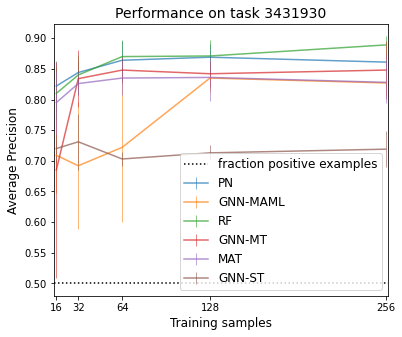 Performance on task 3431930
Average Precision
0.90
0.85
0.80
0.75
0.70
0.65
0.60
0.55
0.50
fraction positive examples
PN
GNN-MAML
RF
GNN-MT
MAT
GNN-ST
16 32 64 128 256
Training samples